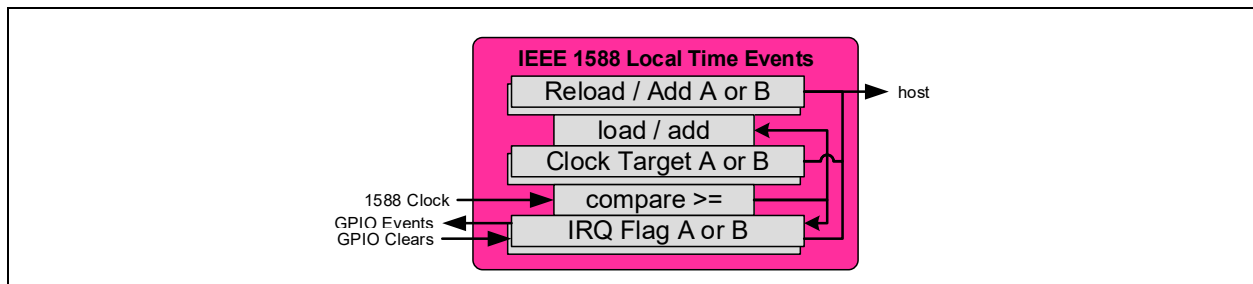 IEEE 1588 Local Time Events
Reload / Add A or B
host
load / add
Clock Target A or B
1588 Clock
compare >=
GPIO Events
IRQ Flag A or B
GPIO Clears